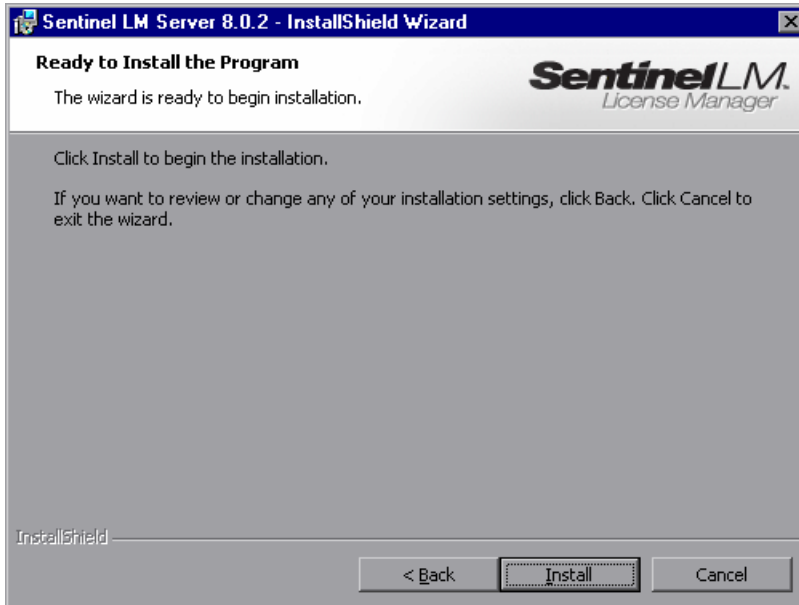 Sentinel LM Server 8.0.2 - InstallShield Wizard
Ready to Install the Program
The wizard is ready to begin installation.
SentinelLM.
License Manager
Click Install to begin the installation.
If you want to review or change any of your installation settings, click Back. Click Cancel to
exit the wizard.
InstallShield
< Back
Install
Cancel